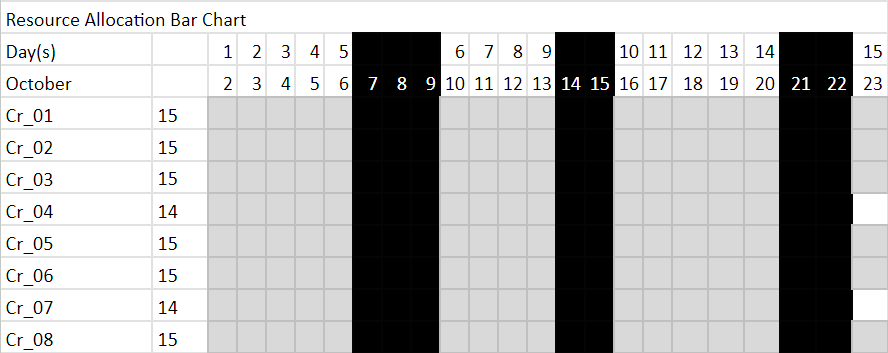 Resource Allocation Bar Chart
Day(s) 1 2 3 4 5 6 7 8 9 10 11 12 13 14 15
October 2 3 4 5 6 7 8 9 10 11 12 13 14 15 16 17 18 19 20 21 22 23
Cr_01 15
Cr_02 15
Cr_03 15
Cr_04 14
Cr_05 15
Cr_06 15
Cr_07 14
Cr_08 15